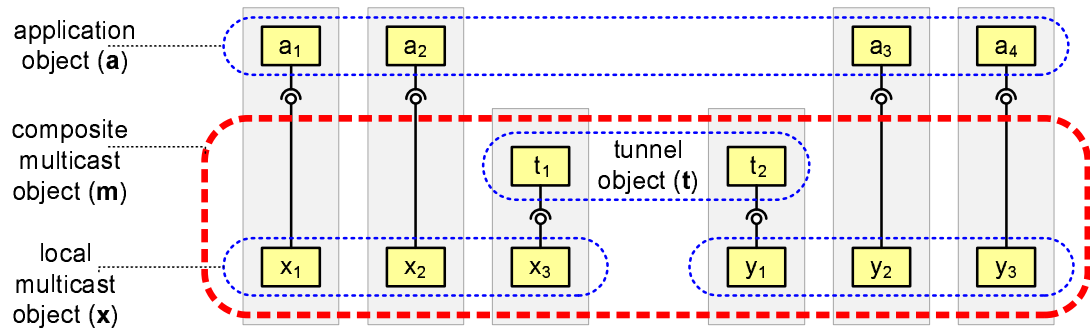 application
object (a)
a1
a2
a3
a4
composite
multicast
object (m)
t1
tunnel
object (t)
t2
local
multicast
object (x)
x1
x2
x3
y1
y2
y3